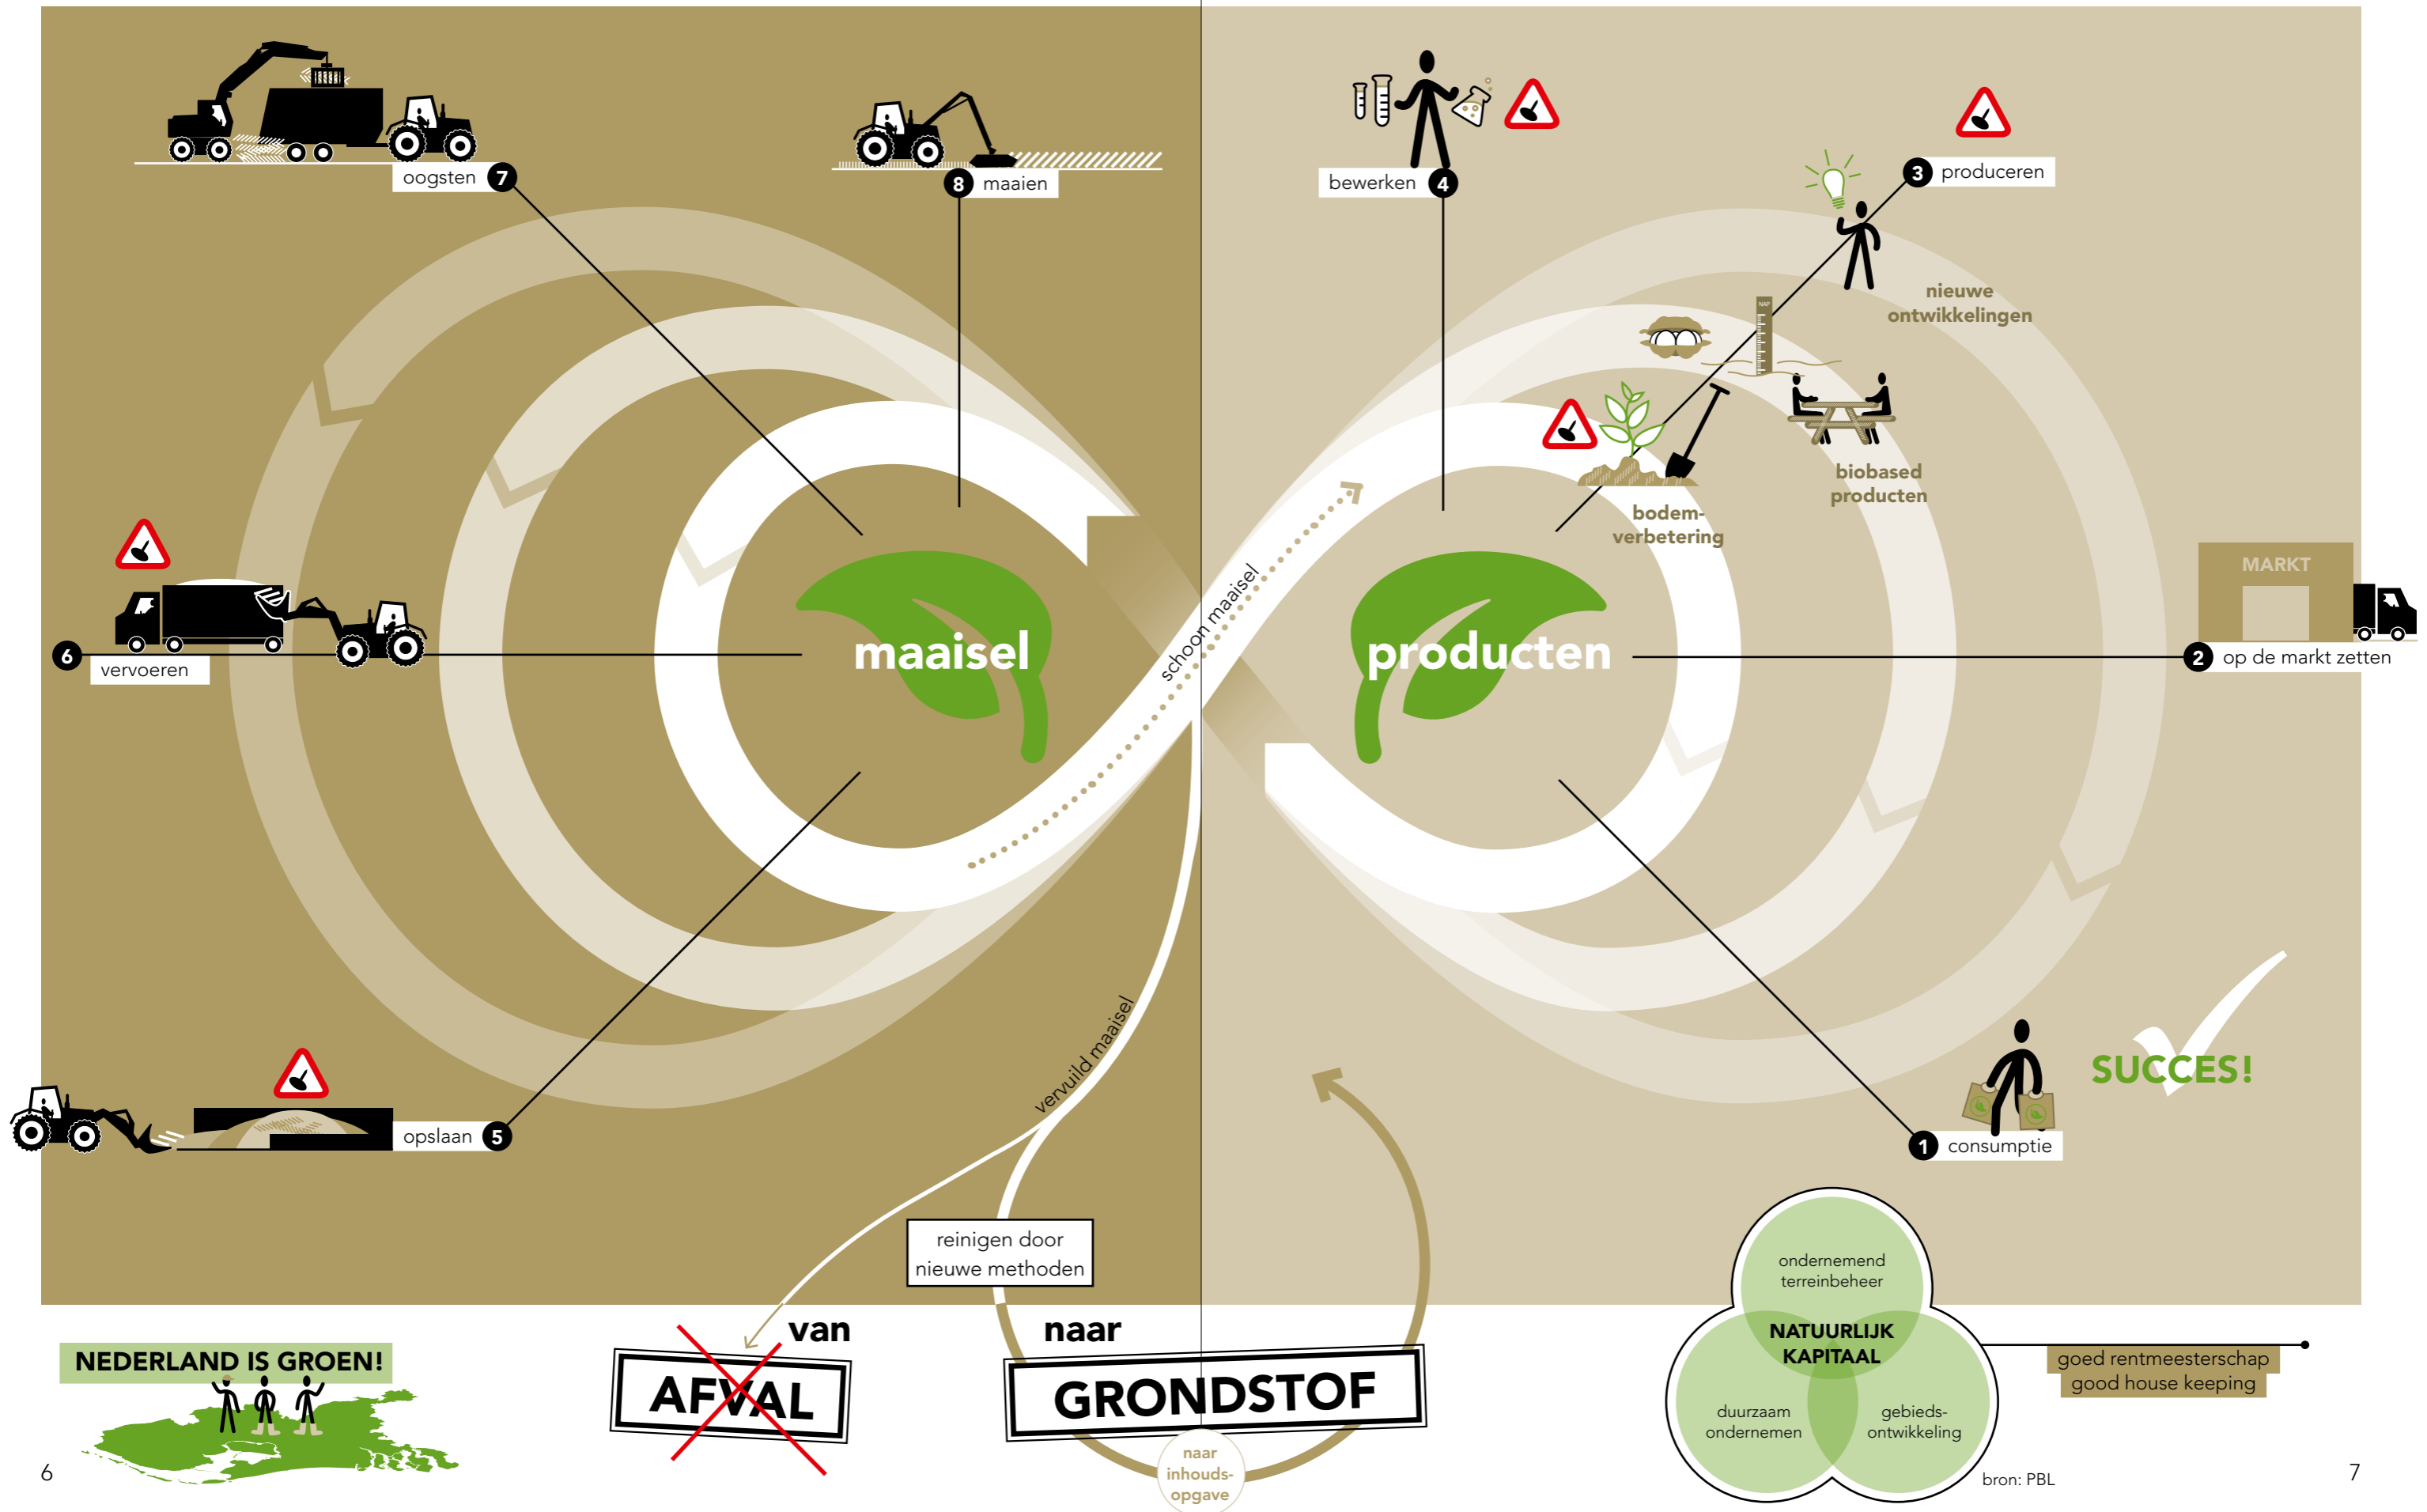 oogsten 7
8 maaien
bewerken 4
3 produceren
nieuwe
ontwikkelingen
NAP
biobased
producten
bodem-
verbetering
MARKT
2 op de markt zetten
6
vervoeren
maaisel
schoon maaisel
producten
vervuild maaisel
opslaan 5
SUCCES!
1 consumptie
reinigen door
nieuwe methoden
van
AFVAL
naar
GRONDSTOF
naar
inhouds-
opgave
NEDERLAND IS GROEN!
ondernemend
terreinbeheer
NATUURLIJK
KAPITAAL
duurzaam
ondernemen
gebieds-
ontwikkeling
goed rentmeesterschap
good house keeping
bron: PBL
6
7